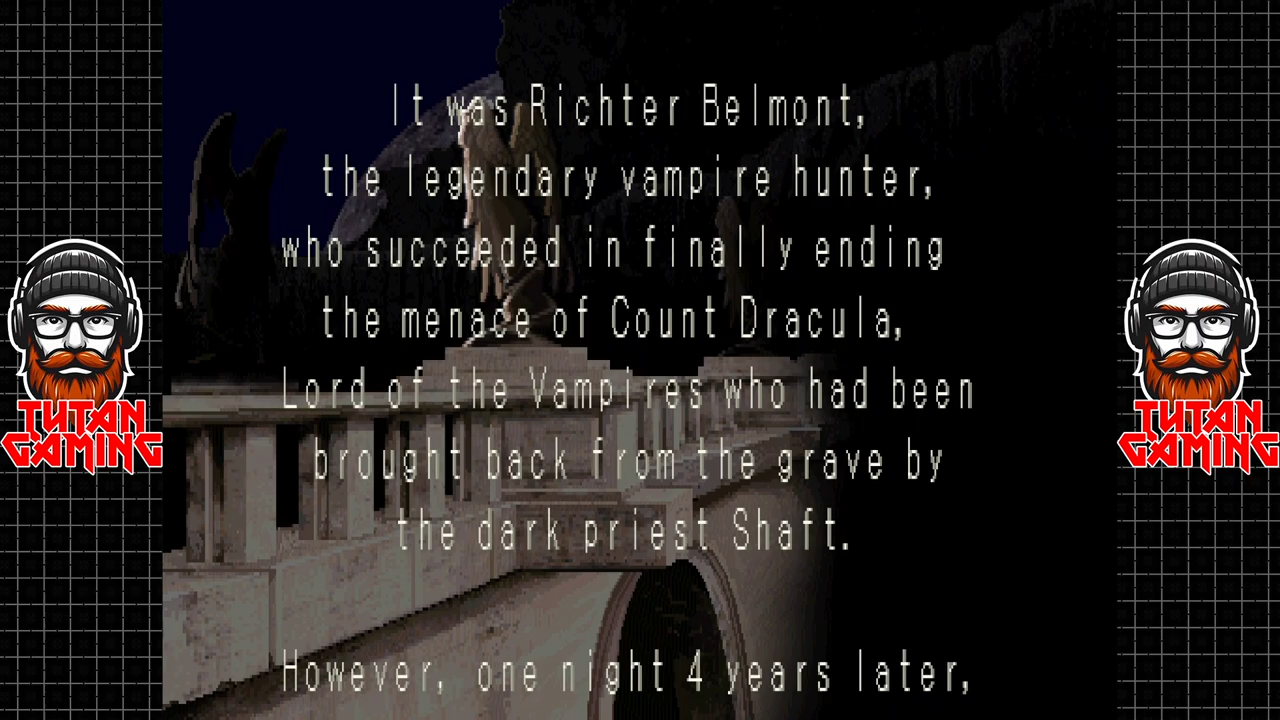 It was Richter Belmont,
the legendary vampire hunter,
who succeeded in finally ending
the menace of Count Dracula,
Lord of the Vampires who had been
brought back from the grave by
the dark priest Shaft.
However, one night 4 years later,
TUTAN
GAMING
TUTAN
GAMING